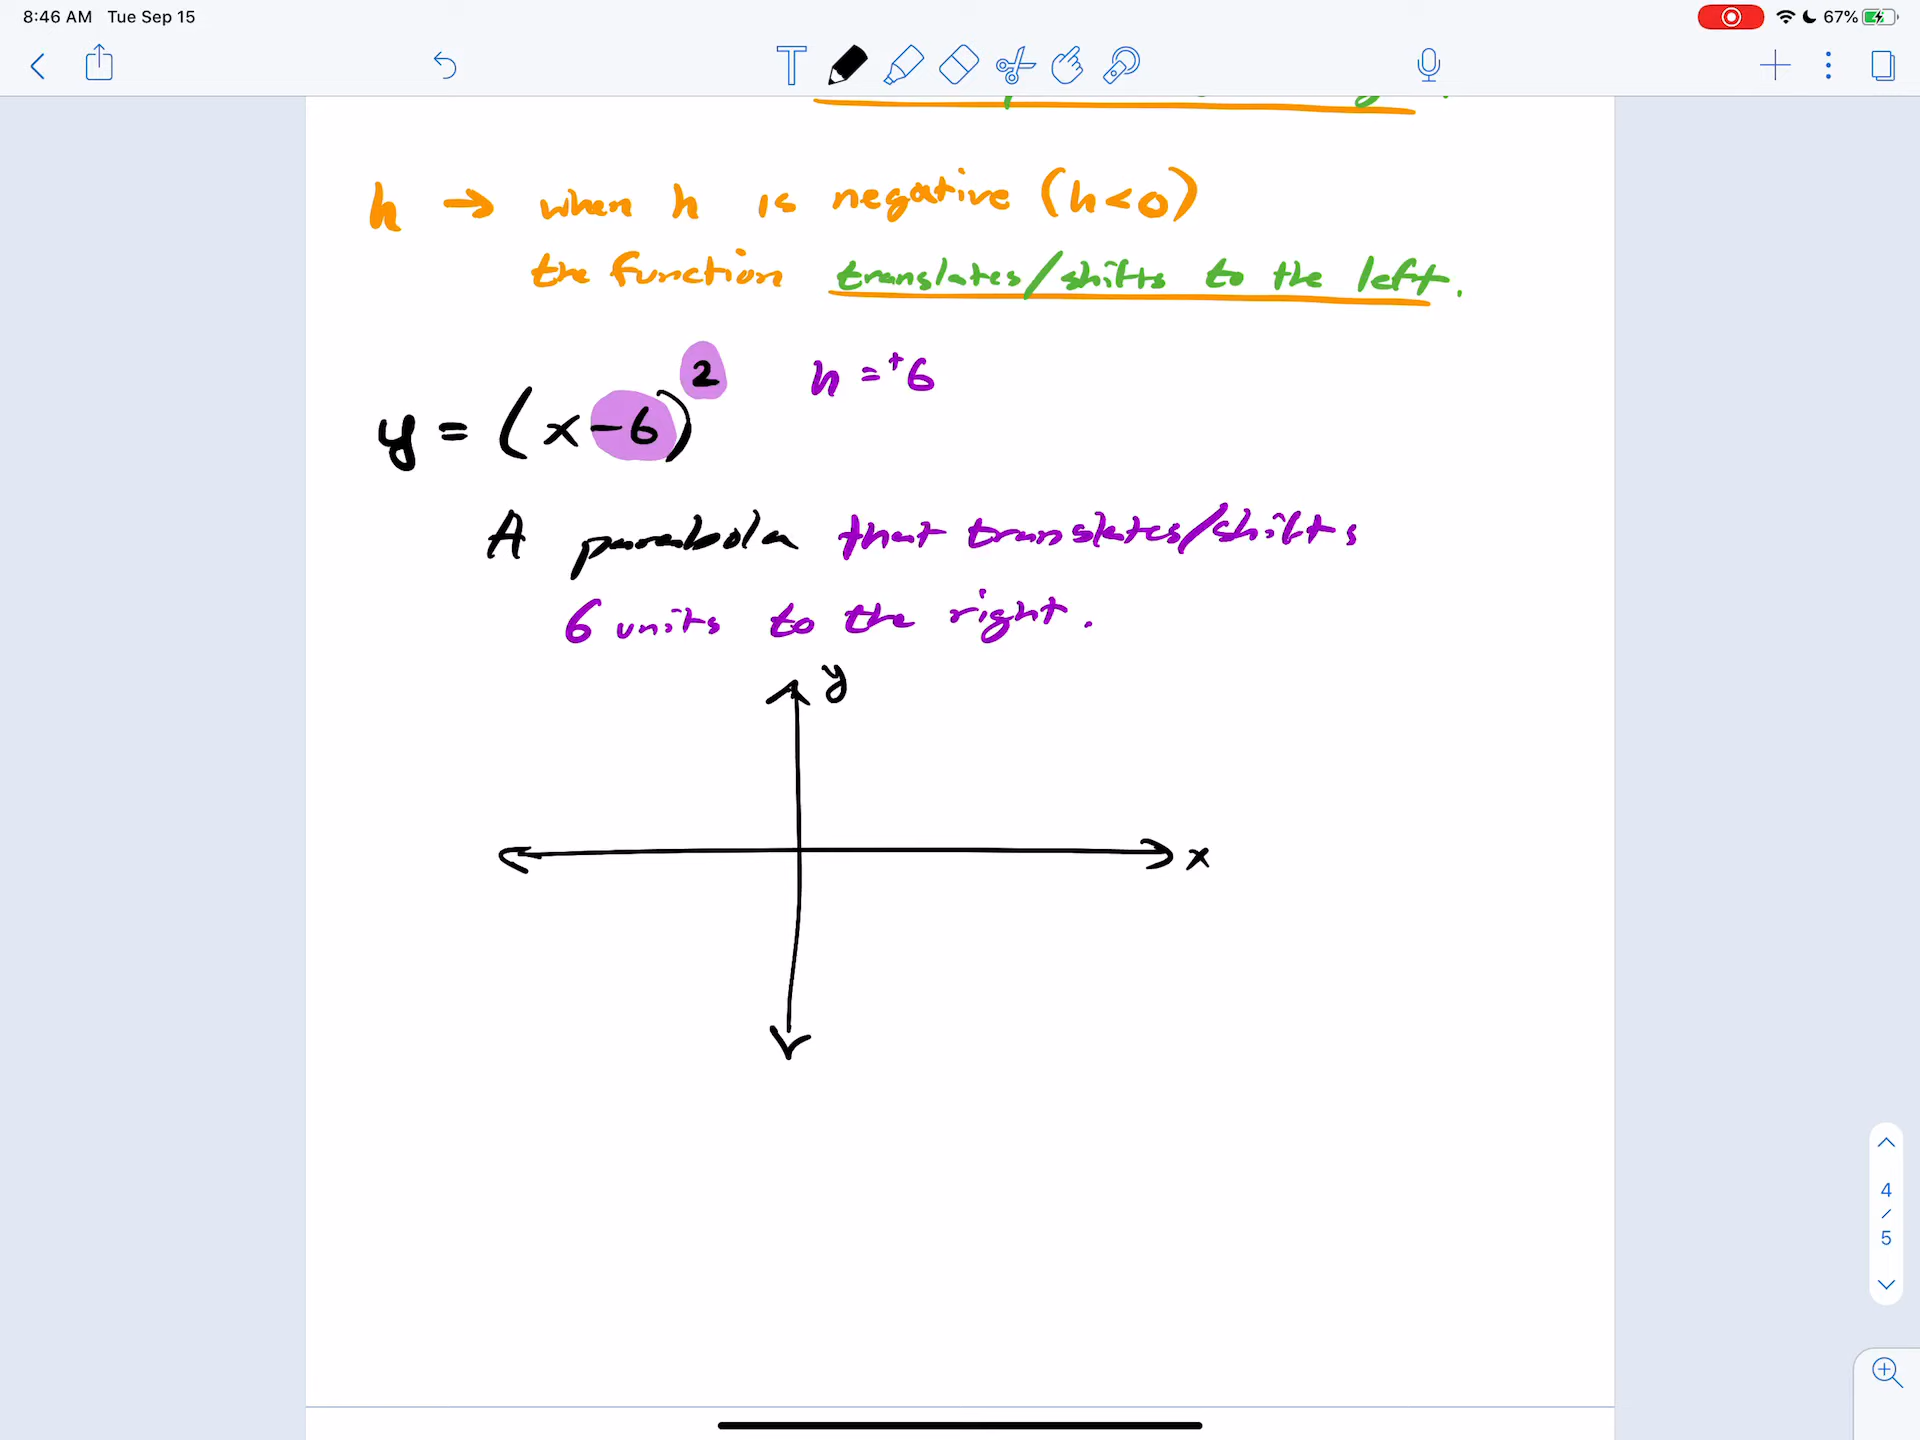 8:46 AM Tue Sep 15
67%
T
h → when h is negative (h<0)
the function translates/shifts to the left.
y = (x-6)² h = +6
A parabola that translates/shifts
6 units to the right.
y
x
4
/
5